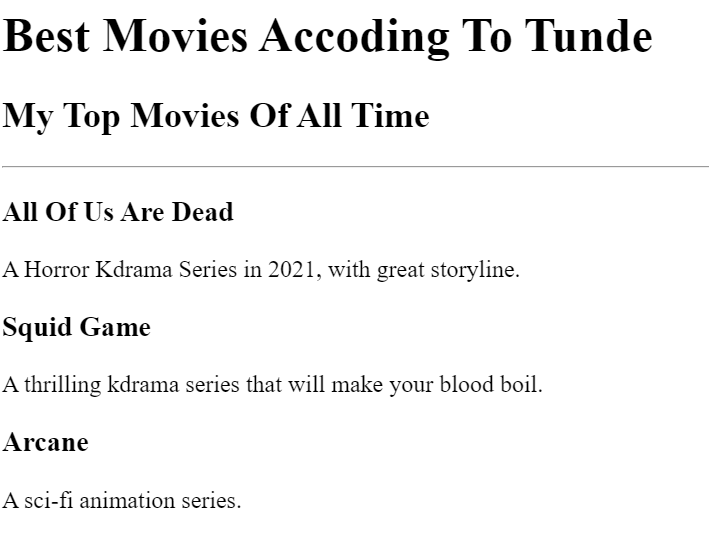 Best Movies Accoding To Tunde
My Top Movies Of All Time
All Of Us Are Dead
A Horror Kdrama Series in 2021, with great storyline.
Squid Game
A thrilling kdrama series that will make your blood boil.
Arcane
A sci-fi animation series.